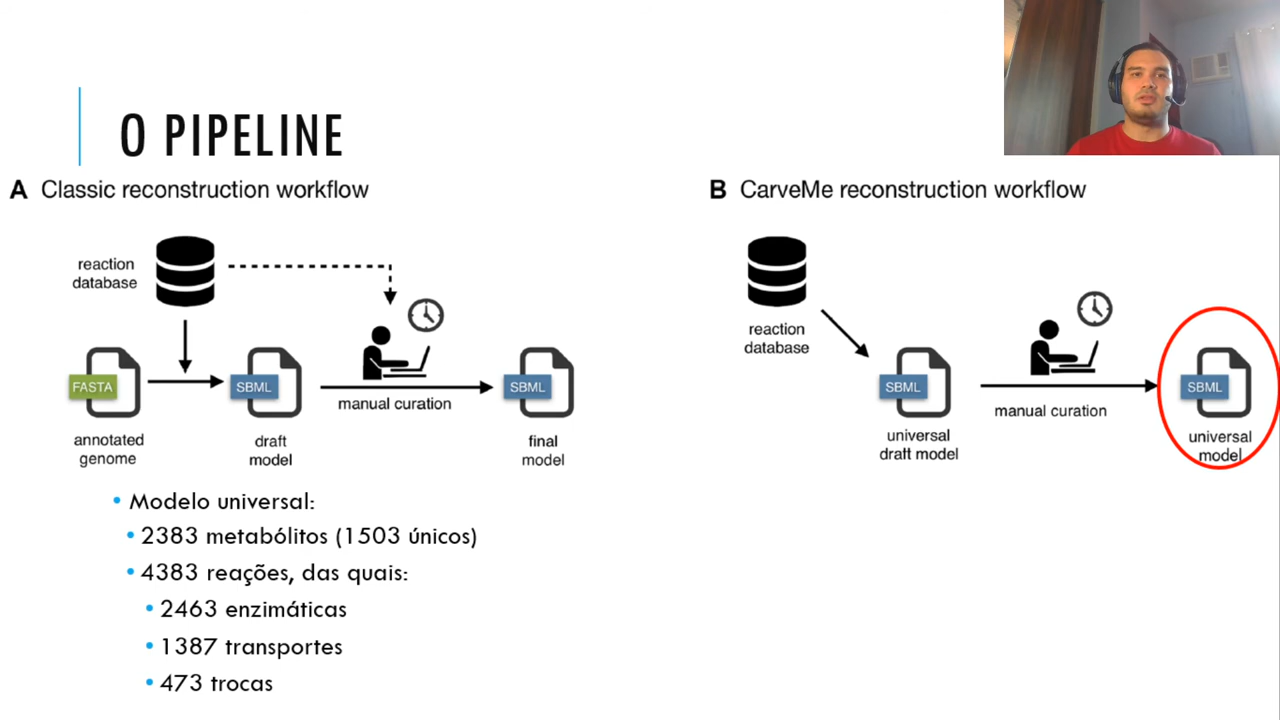 O PIPELINE
A Classic reconstruction workflow
reaction
database
FASTA
SBML
SBML
manual curation
annotated
genome
draft
model
final
model
B CarveMe reconstruction workflow
reaction
database
SBML
SBML
manual curation
universal
draft model
universal
model
• Modelo universal:
• 2383 metabólitos (1503 únicos)
• 4383 reações, das quais:
• 2463 enzimáticas
• 1387 transportes
• 473 trocas